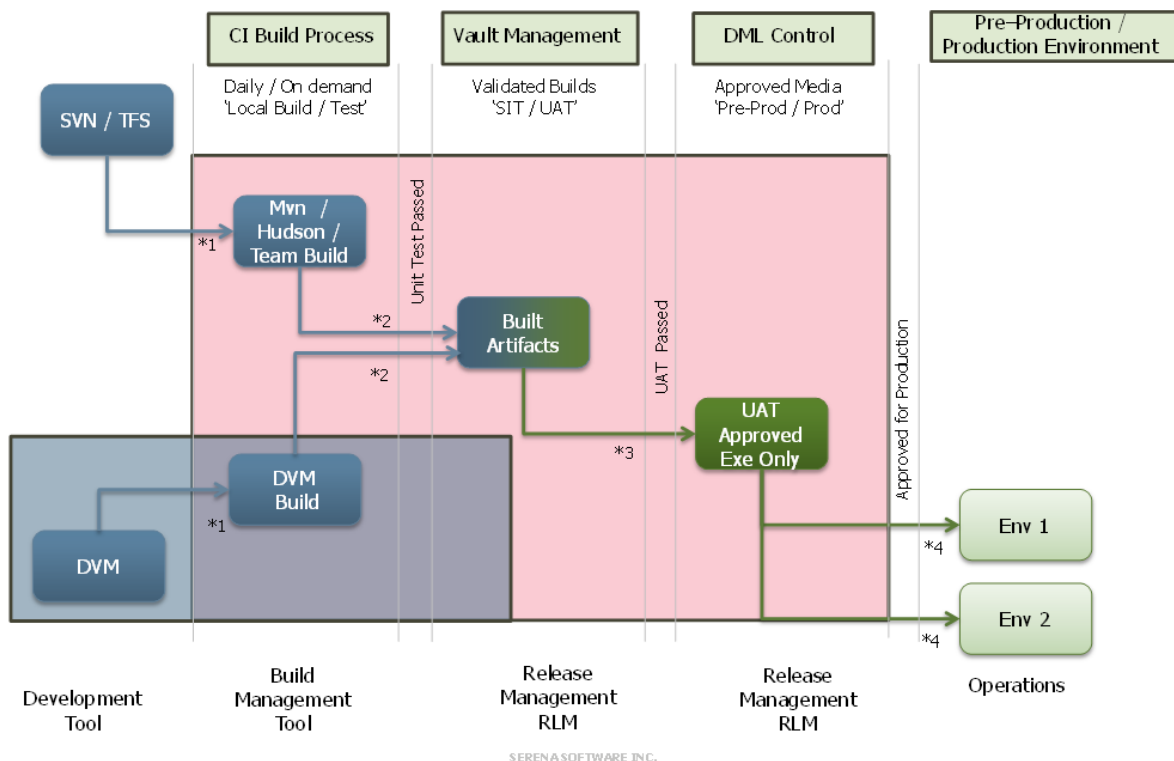 CI Build Process
Vault Management
DML Control
Pre-Production /
/ Production Environment
Daily / On demand
'Local Build / Test'
Validated Builds
'SIT / UAT'
Approved Media
'Pre-Prod / Prod'
SVN / TFS
Mvn /
Hudson /
Team Build
*1
Unit Test Passed
*2
Built
Artifacts
*2
UAT Passed
UAT
Approved
Exe Only
*3
Approved for Production
DVM
Build
*1
DVM
Env 1
*4
Env 2
*4
Development
Tool
Build
Management
Tool
Release
Management
RLM
Release
Management
RLM
Operations
SERENA SOFTWARE INC.